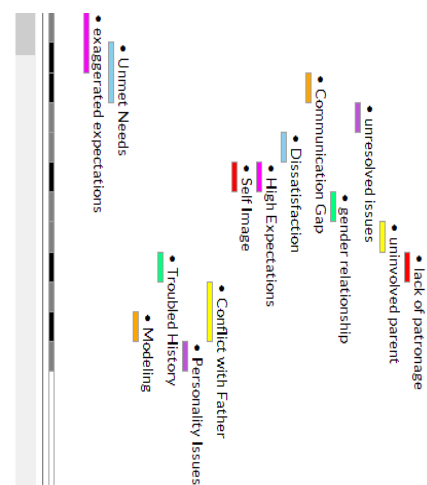 • lack of patronage
• uninvolved parent
• unresolved issues
• gender relationship
• Communication Gap
• Dissatisfaction
• High Expectations
• Self Image
• Conflict with Father
• Personality Issues
• Troubled History
• Modeling
• Unmet Needs
• exaggerated expectations